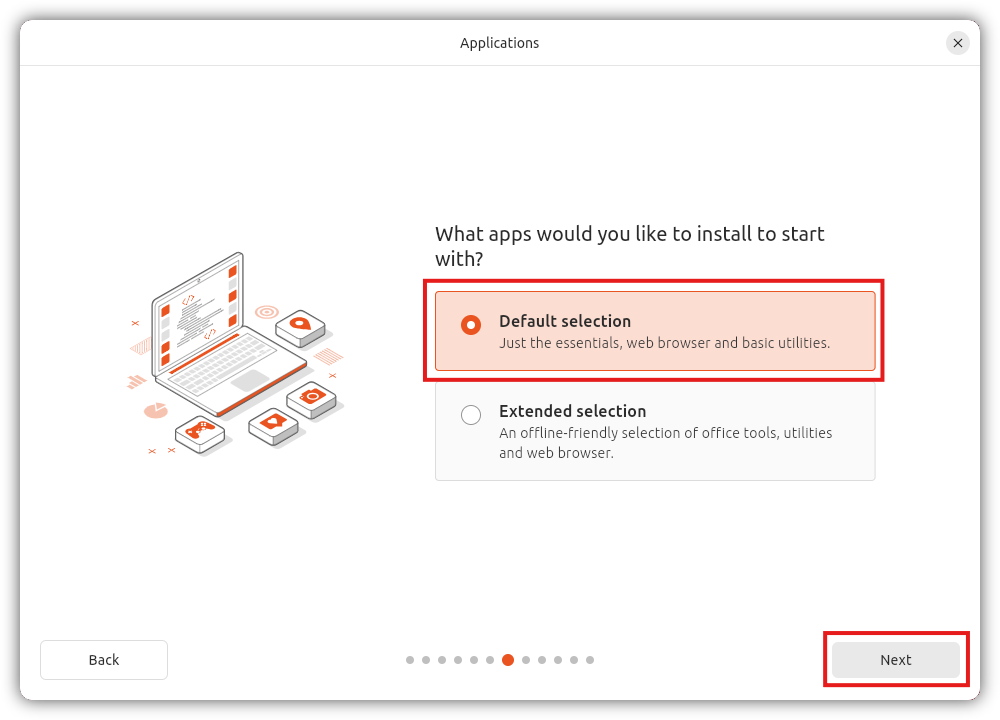 Applications
What apps would you like to install to start
with?
Default selection
Just the essentials, web browser and basic utilities.
Extended selection
An offline-friendly selection of office tools, utilities
and web browser.
Back
Next